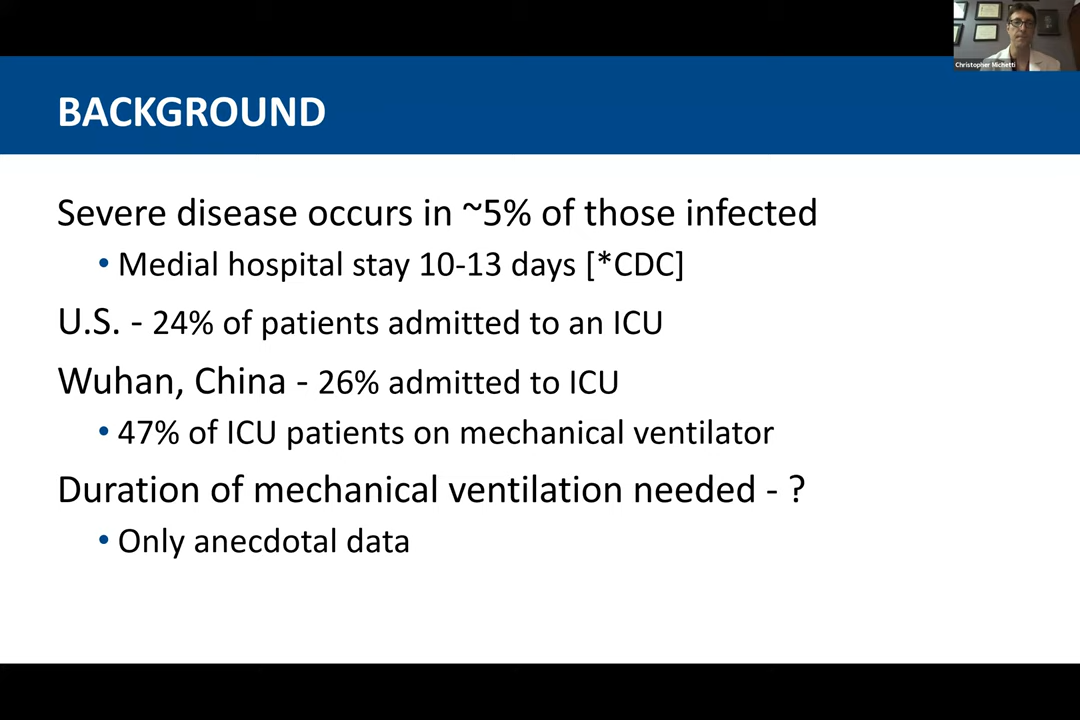 Christopher Michetti
BACKGROUND
Severe disease occurs in ~5% of those infected
• Medial hospital stay 10-13 days [*CDC]
U.S. - 24% of patients admitted to an ICU
Wuhan, China - 26% admitted to ICU
• 47% of ICU patients on mechanical ventilator
Duration of mechanical ventilation needed - ?
• Only anecdotal data